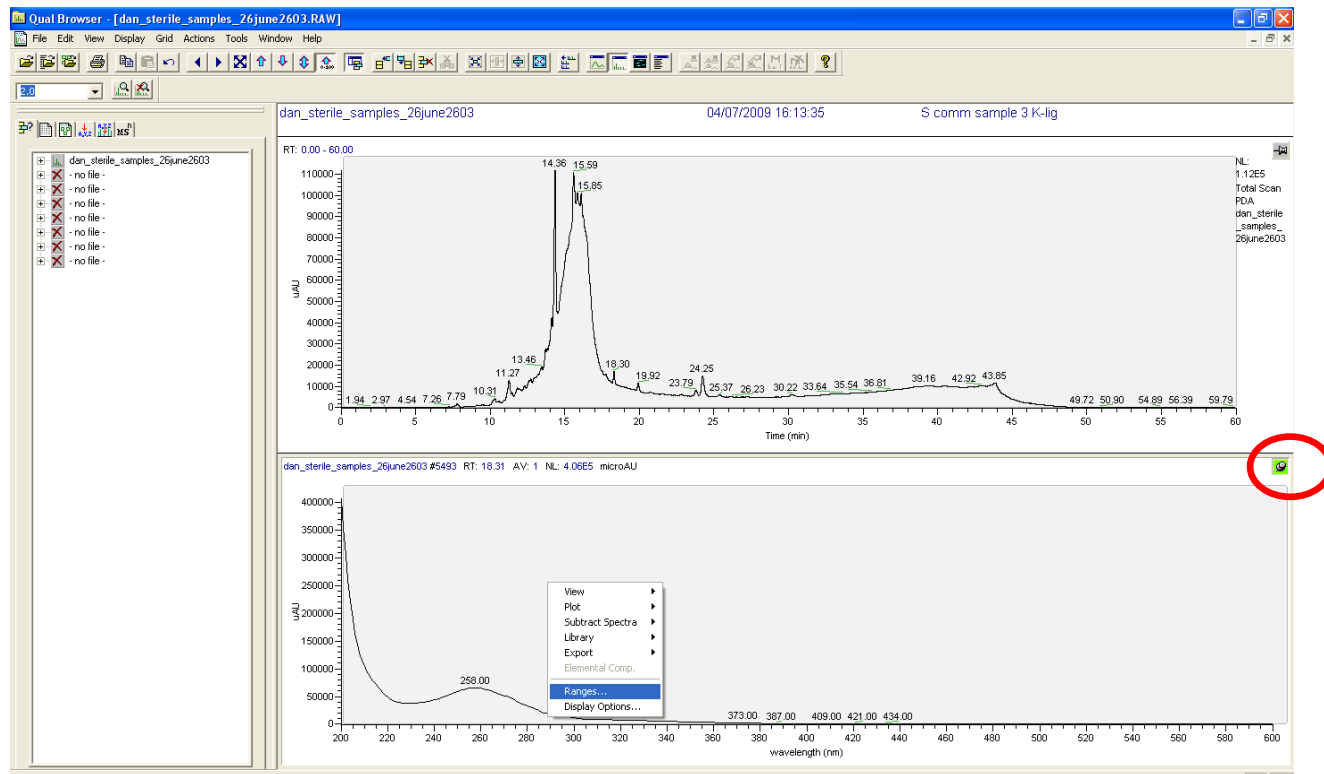 Qual Browser - [dan_sterile_samples_26june2603.RAW]
File Edit View Display Grid Actions Tools Window Help
2.0
dan_sterile_samples_26june2603 04/07/2009 16:13:35 S comm sample 3 K-lig
dan_sterile_samples_26june2603
- no file -
- no file -
- no file -
- no file -
- no file -
- no file -
- no file -
RT: 0.00 - 60.00
NL:
1.12E5
Total Scan
PDA
dan_sterile
_samples_
26june2603
14.36 15.59
15.85
110000
100000
90000
80000
70000
60000
50000
40000
30000
20000
10000
0
uAU
1.94 2.97 4.54 7.26 7.79 10.31 11.27 13.46 18.30 19.92 23.79 24.25 25.37 26.23 30.22 33.64 35.54 36.81 39.16 42.92 43.85 49.72 50.90 54.89 56.39 59.79
0 5 10 15 20 25 30 35 40 45 50 55 60
Time (min)
dan_sterile_samples_26june2603 #5493 RT: 18.31 AV: 1 NL: 4.06E5 microAU
400000
350000
300000
250000
200000
150000
100000
50000
0
uAU
258.00
373.00 387.00 409.00 421.00 434.00
View
Plot
Subtract Spectra
Library
Export
Elemental Comp.
Ranges...
Display Options...
200 220 240 260 280 300 320 340 360 380 400 420 440 460 480 500 520 540 560 580 600
wavelength (nm)